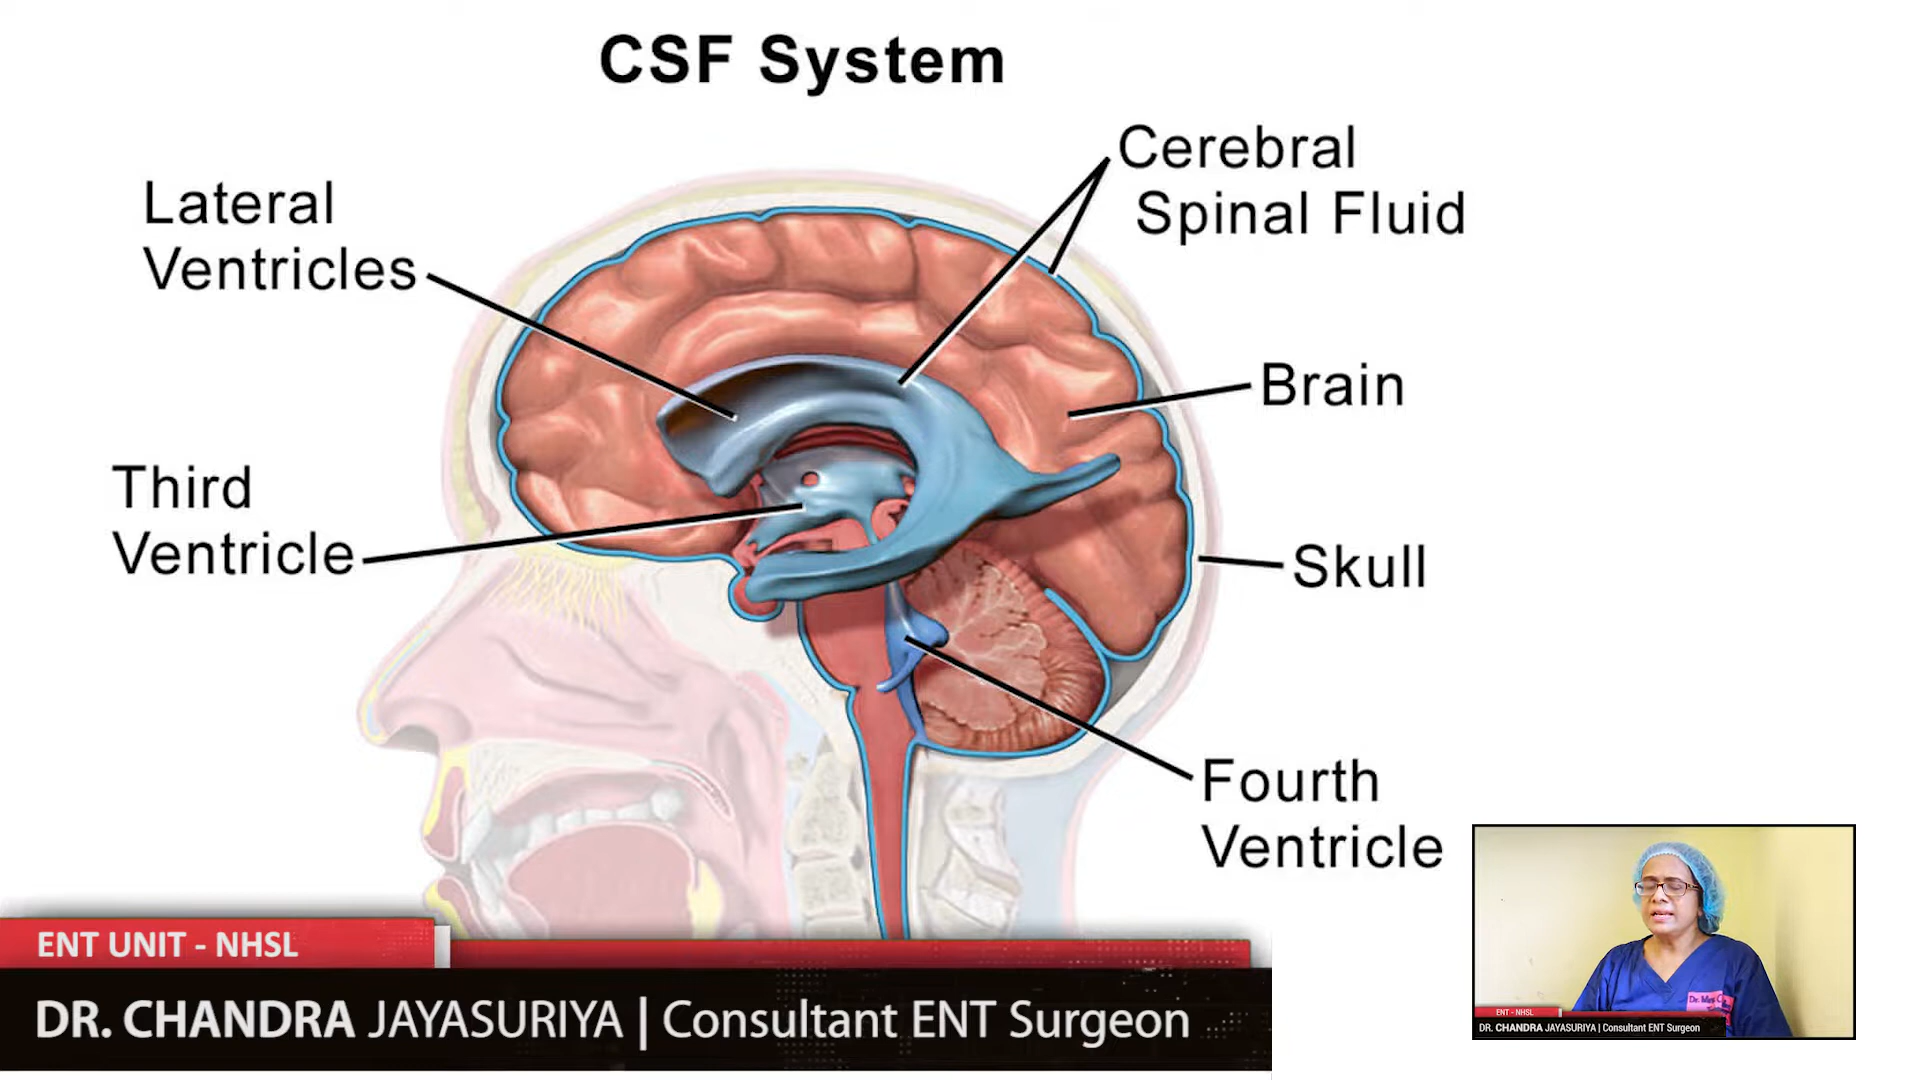 CSF System
Cerebral
Spinal Fluid
Lateral
Ventricles
Brain
Third
Ventricle
Skull
Fourth
Ventricle
ENT UNIT - NHSL
DR. CHANDRA JAYASURIYA | Consultant ENT Surgeon
ENT - NHSL
DR. CHANDRA JAYASURIYA | Consultant ENT Surgeon